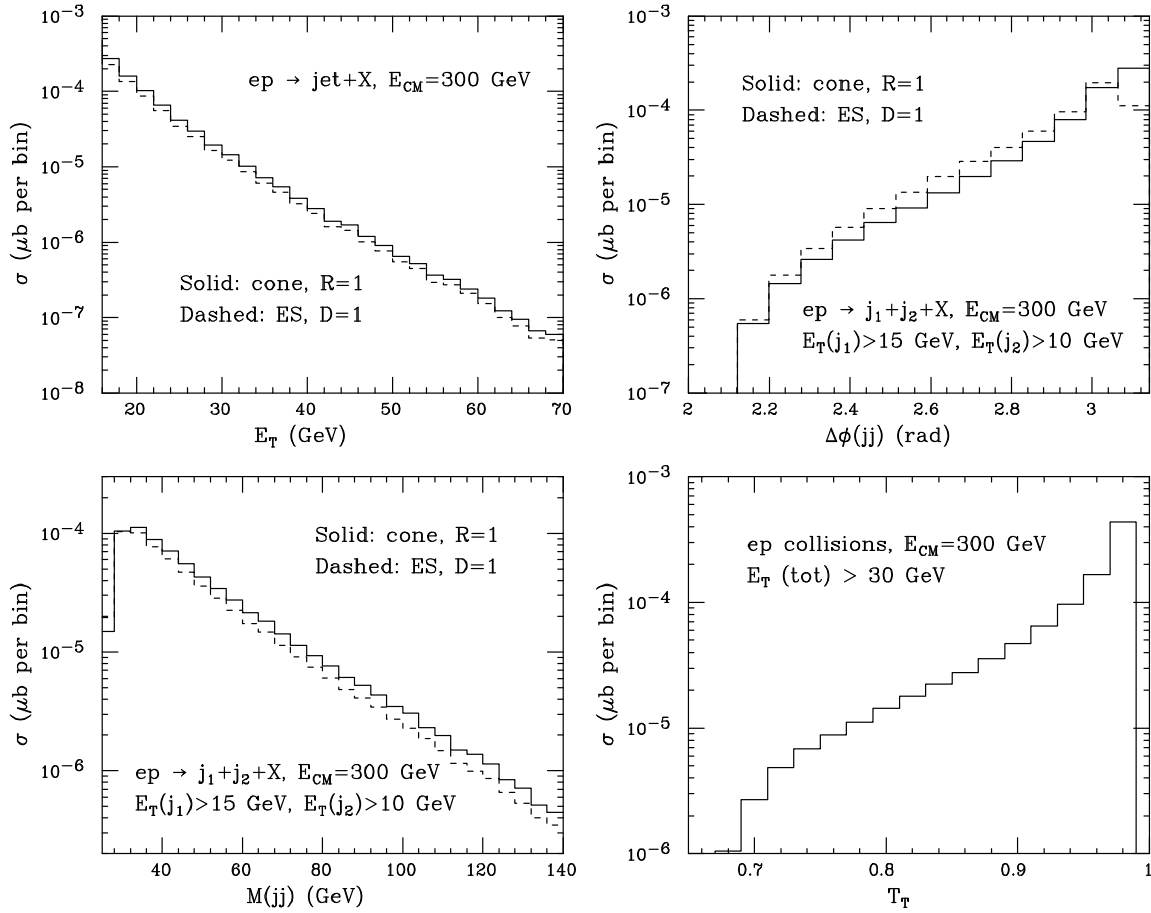 10⁻³
10⁻⁴
10⁻⁵
10⁻⁶
10⁻⁷
10⁻⁸
σ (μb per bin)
ep → jet+X, E_CM=300 GeV
Solid: cone, R=1
Dashed: ES, D=1
20 30 40 50 60 70
E_T (GeV)
10⁻³
10⁻⁴
10⁻⁵
10⁻⁶
10⁻⁷
σ (μb per bin)
Solid: cone, R=1
Dashed: ES, D=1
ep → j₁+j₂+X, E_CM=300 GeV
E_T(j₁)>15 GeV, E_T(j₂)>10 GeV
2 2.2 2.4 2.6 2.8 3
Δϕ(jj) (rad)
10⁻⁴
10⁻⁵
10⁻⁶
σ (μb per bin)
Solid: cone, R=1
Dashed: ES, D=1
ep → j₁+j₂+X, E_CM=300 GeV
E_T(j₁)>15 GeV, E_T(j₂)>10 GeV
40 60 80 100 120 140
M(jj) (GeV)
10⁻³
10⁻⁴
10⁻⁵
10⁻⁶
σ (μb per bin)
ep collisions, E_CM=300 GeV
E_T (tot) > 30 GeV
0.7 0.8 0.9 1
T_T